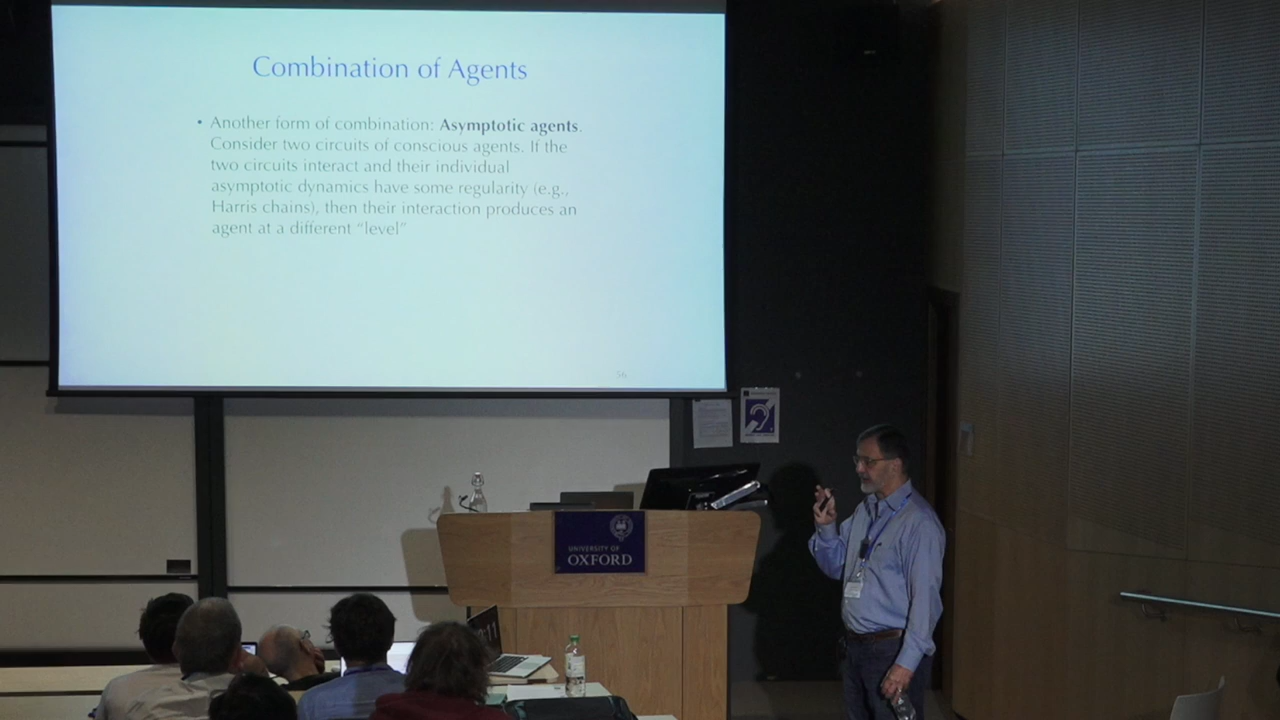 Combination of Agents
• Another form of combination: Asymptotic agents.
Consider two circuits of conscious agents. If the
two circuits interact and their individual
asymptotic dynamics have some regularity (e.g.,
Harris chains), then their interaction produces an
agent at a different “level”
UNIVERSITY OF
OXFORD